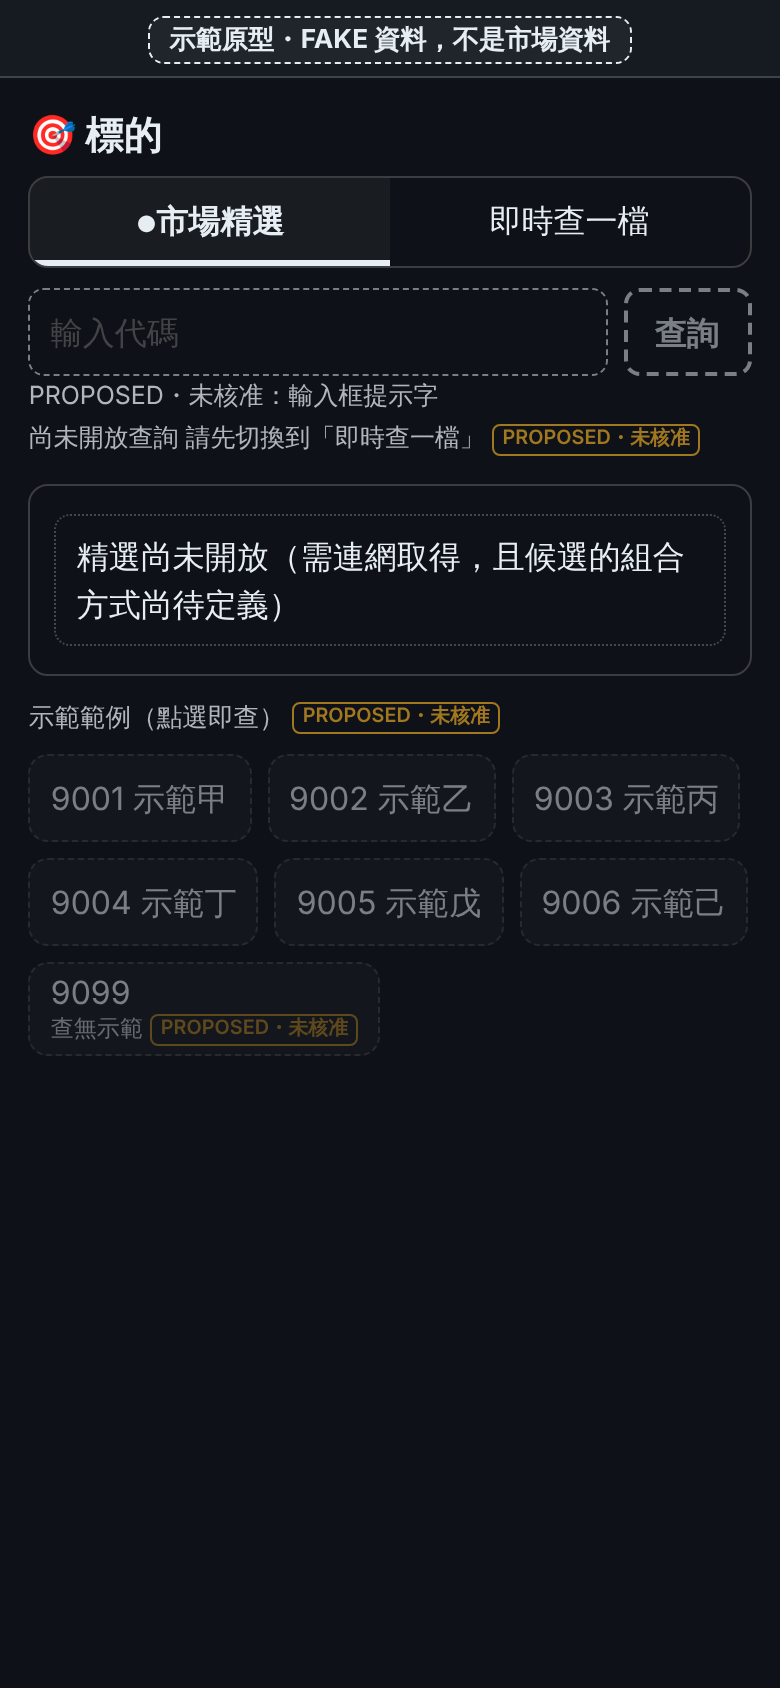 示範原型・FAKE 資料，不是市場資料
🎯 標的
●市場精選
即時查一檔
輸入代碼
查詢
PROPOSED・未核准：輸入框提示字
尚未開放查詢 請先切換到「即時查一檔」 PROPOSED・未核准
精選尚未開放（需連網取得，且候選的組合
方式尚待定義）
示範範例（點選即查） PROPOSED・未核准
9001 示範甲
9002 示範乙
9003 示範丙
9004 示範丁
9005 示範戊
9006 示範己
9099
查無示範 PROPOSED・未核准